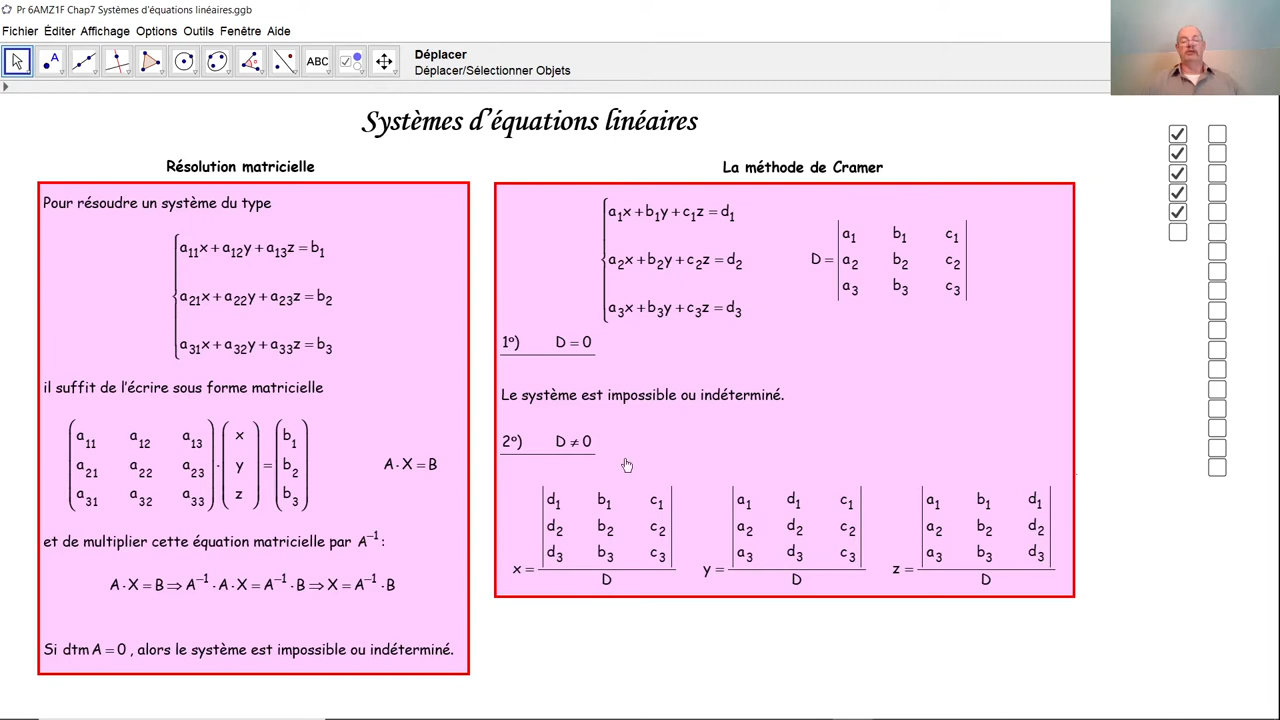 Pr 6AMZ1F Chap7 Systèmes d'équations linéaires.ggb
Fichier Éditer Affichage Options Outils Fenêtre Aide
A
ABC
Déplacer
Déplacer/Sélectionner Objets
Systèmes d'équations linéaires
Résolution matricielle
Pour résoudre un système du type
a11x + a12y + a13z = b1
a21x + a22y + a23z = b2
a31x + a32y + a33z = b3
il suffit de l'écrire sous forme matricielle
a11 a12 a13 x b1
a21 a22 a23 · y = b2 A·X = B
a31 a32 a33 z b3
et de multiplier cette équation matricielle par A⁻¹ :
A·X = B ⇒ A⁻¹·A·X = A⁻¹·B ⇒ X = A⁻¹·B
Si dtm A = 0 , alors le système est impossible ou indéterminé.
La méthode de Cramer
a1x + b1y + c1z = d1
a2x + b2y + c2z = d2
a3x + b3y + c3z = d3
a1 b1 c1
D = a2 b2 c2
a3 b3 c3
1°) D = 0
Le système est impossible ou indéterminé.
2°) D ≠ 0
d1 b1 c1
d2 b2 c2
d3 b3 c3
x =
D
a1 d1 c1
a2 d2 c2
a3 d3 c3
y =
D
a1 b1 d1
a2 b2 d2
a3 b3 d3
z =
D